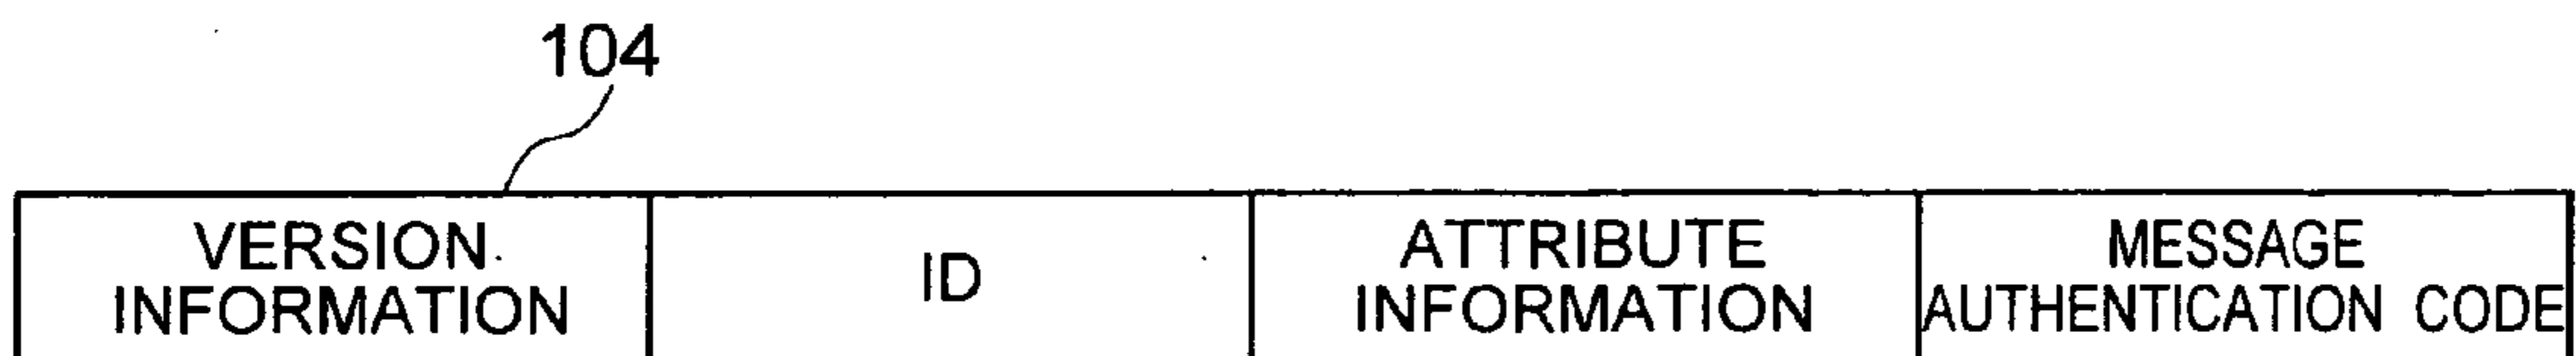 104
VERSION
INFORMATION
ID
ATTRIBUTE
INFORMATION
MESSAGE
AUTHENTICATION CODE